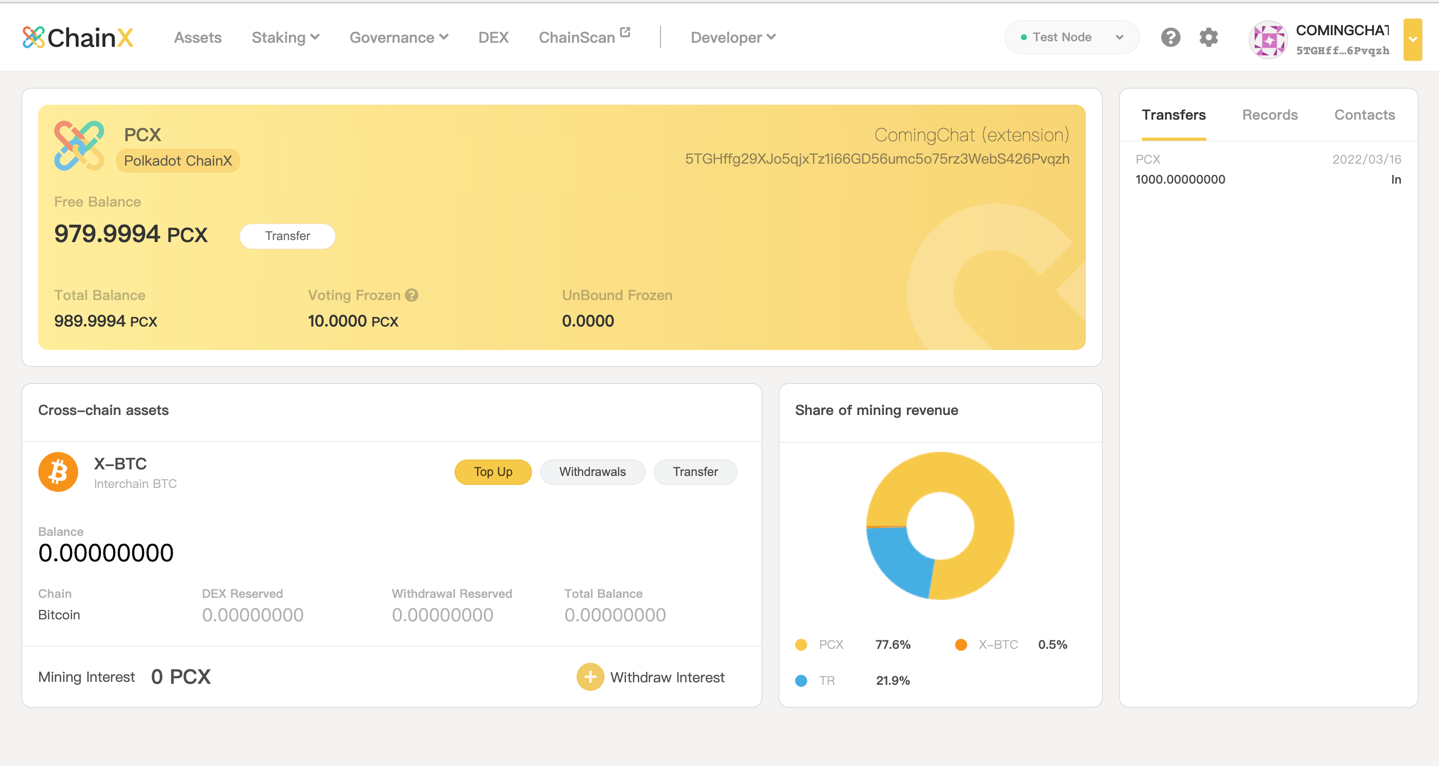 ChainX
Assets
Staking
Governance
DEX
ChainScan
Developer
Test Node
COMINGCHAT
5TGHff…6Pvqzh
PCX
Polkadot ChainX
ComingChat (extension)
5TGHffg29XJo5qjxTz1i66GD56umc5o75rz3WebS426Pvqzh
Free Balance
979.9994 PCX
Transfer
Total Balance
989.9994 PCX
Voting Frozen
10.0000 PCX
UnBound Frozen
0.0000
Transfers
Records
Contacts
PCX
2022/03/16
1000.00000000
In
Cross-chain assets
X-BTC
Interchain BTC
Top Up
Withdrawals
Transfer
Balance
0.00000000
Chain
Bitcoin
DEX Reserved
0.00000000
Withdrawal Reserved
0.00000000
Total Balance
0.00000000
Mining Interest 0 PCX
Withdraw Interest
Share of mining revenue
PCX 77.6%
X-BTC 0.5%
TR 21.9%